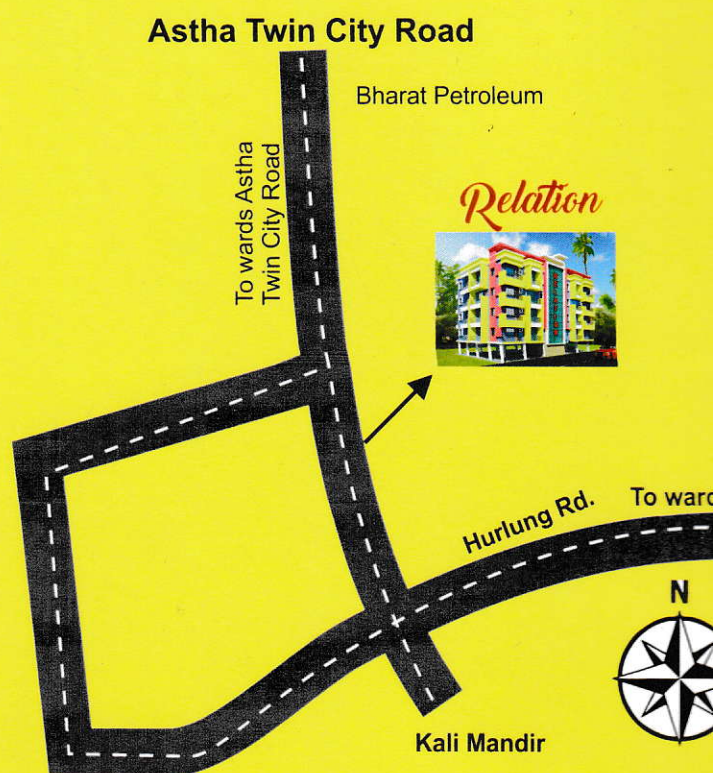 Astha Twin City Road
Bharat Petroleum
To wards Astha
Twin City Road
Relation
RELATION
Hurlung Rd.
To ward
N
Kali Mandir